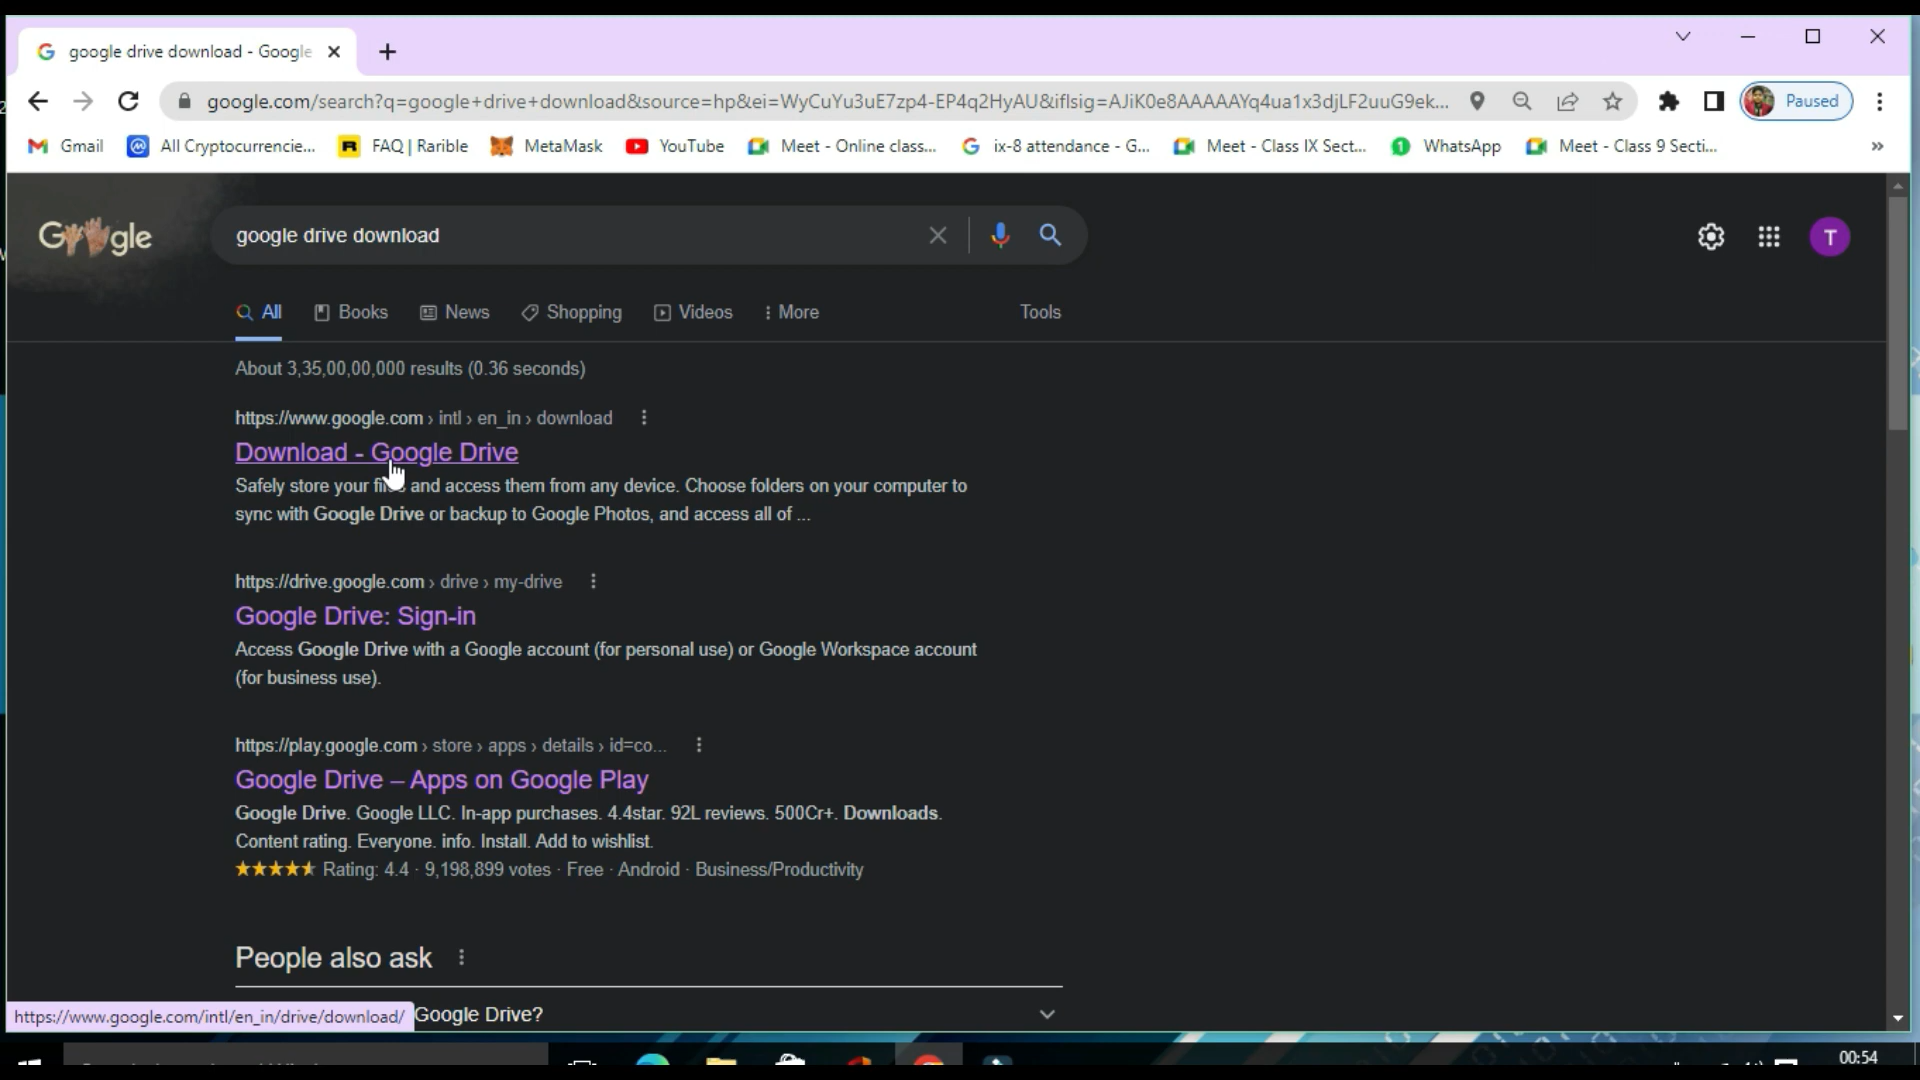 google drive download - Google
google.com/search?q=google+drive+download&source=hp&ei=WyCuYu3uE7zp4-EP4q2HyAU&iflsig=AJiK0e8AAAAAYq4ua1x3djLF2uuG9ek...
Paused
Gmail All Cryptocurrencie... FAQ | Rarible MetaMask YouTube Meet - Online class... ix-8 attendance - G... Meet - Class IX Sect... WhatsApp Meet - Class 9 Secti... »
Google
google drive download
T
All Books News Shopping Videos More Tools
About 3,35,00,00,000 results (0.36 seconds)
https://www.google.com › intl › en_in › download
Download - Google Drive
Safely store your and access them from any device. Choose folders on your computer to
sync with Google Drive or backup to Google Photos, and access all of ...
https://drive.google.com › drive › my-drive
Google Drive: Sign-in
Access Google Drive with a Google account (for personal use) or Google Workspace account
(for business use).
https://play.google.com › store › apps › details › id=co...
Google Drive – Apps on Google Play
Google Drive. Google LLC. In-app purchases. 4.4star. 92L reviews. 500Cr+. Downloads.
Content rating. Everyone. info. Install. Add to wishlist.
Rating: 4.4 · 9,198,899 votes · Free · Android · Business/Productivity
People also ask
Google Drive?
https://www.google.com/intl/en_in/drive/download/
00:54